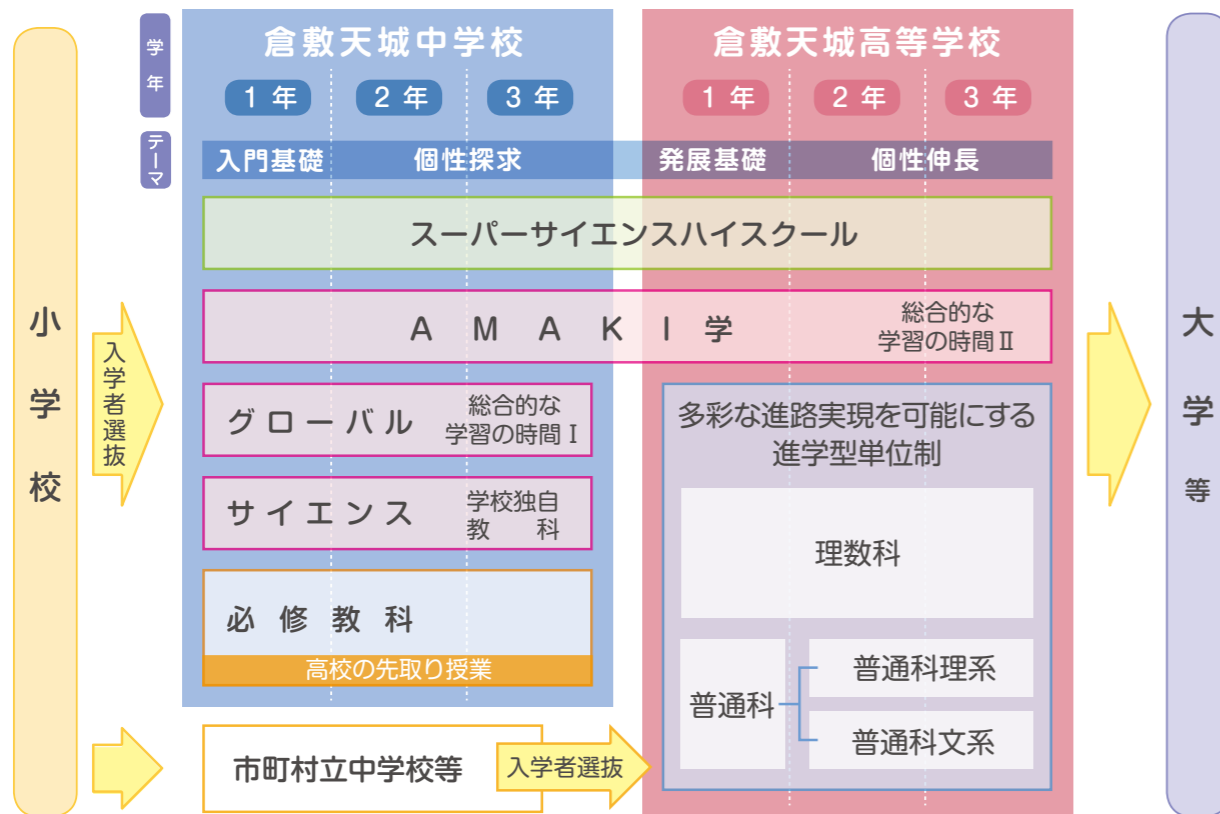 小学校
入学者選抜
学年
テーマ
倉敷天城中学校
1年
2年
3年
倉敷天城高等学校
1年
2年
3年
入門基礎
個性探求
発展基礎
個性伸長
スーパーサイエンスハイスクール
AMAKI学
総合的な
学習の時間Ⅱ
グローバル
総合的な
学習の時間Ⅰ
サイエンス
学校独自
教科
必修教科
高校の先取り授業
市町村立中学校等
入学者選抜
多彩な進路実現を可能にする
進学型単位制
理数科
普通科
普通科理系
普通科文系
大学等